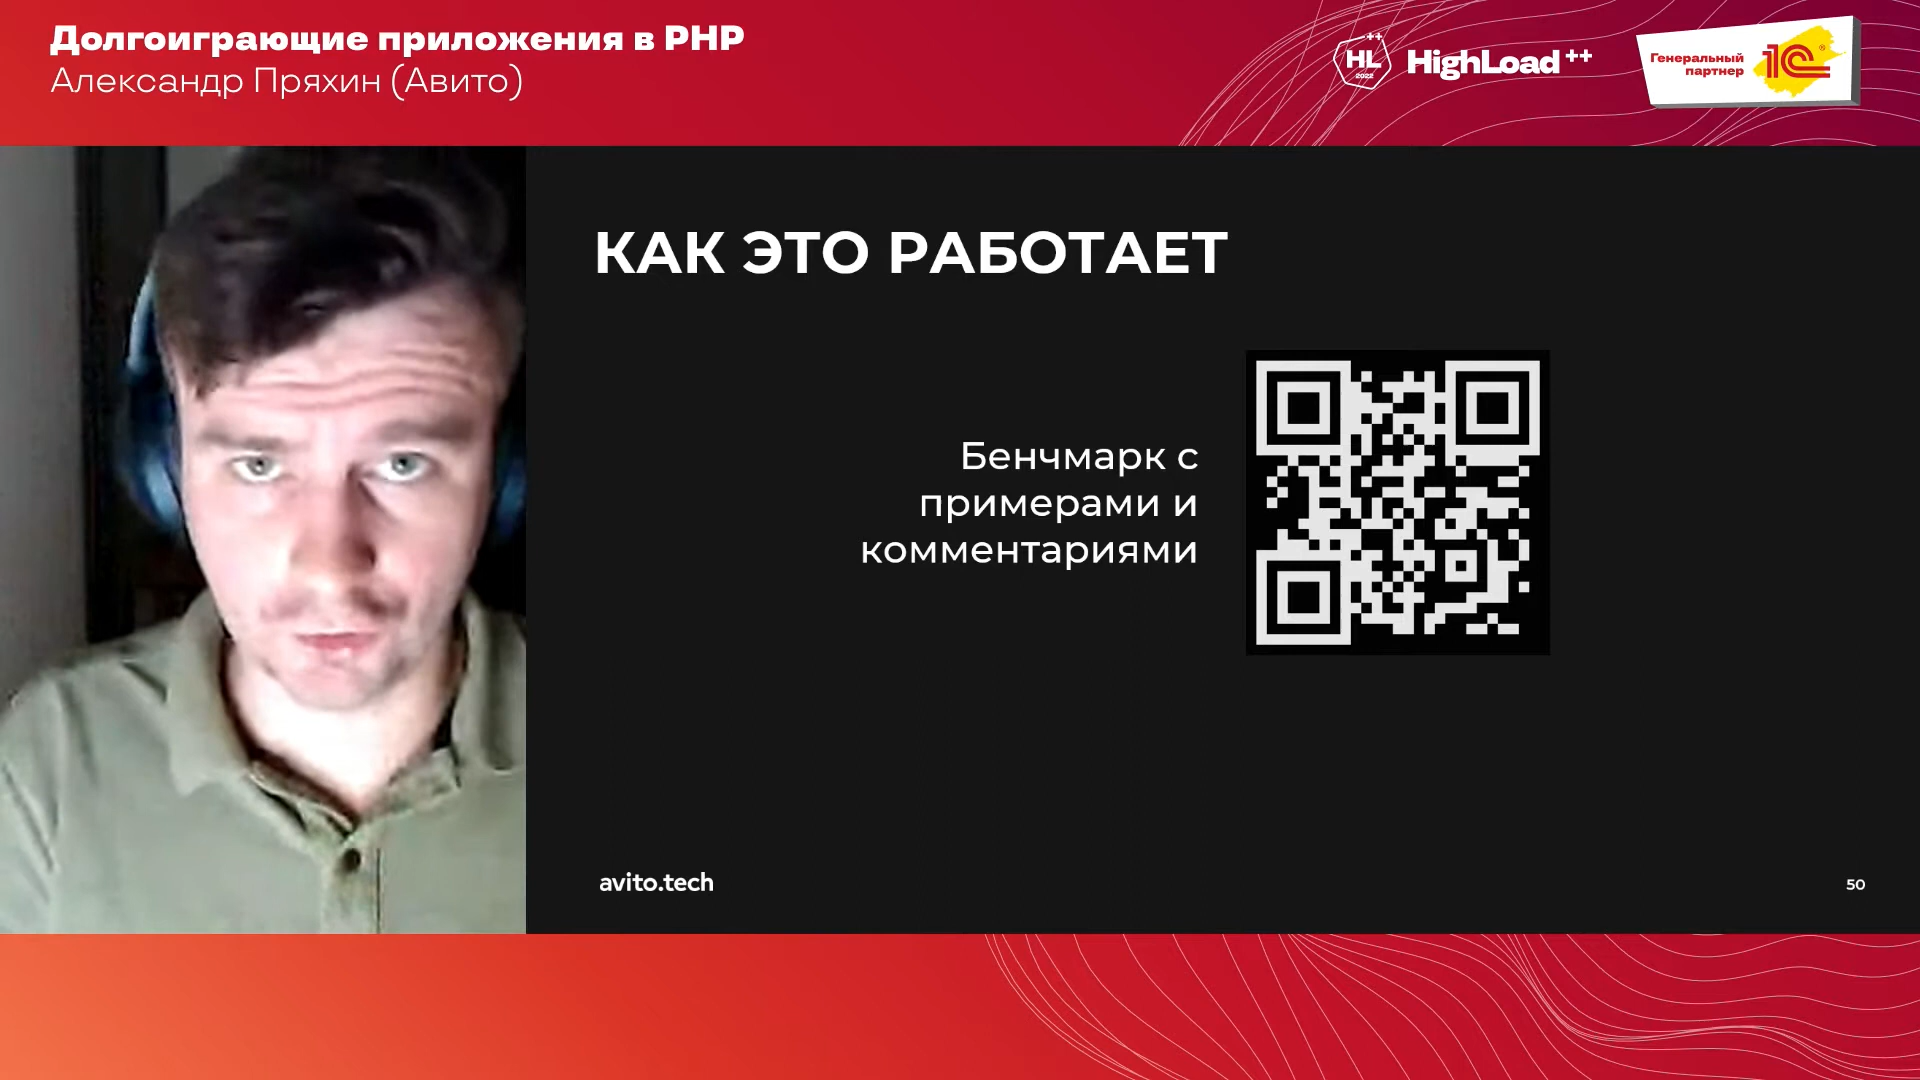 Долгоиграющие приложения в PHP
Александр Пряхин (Авито)
HL++
2022
HighLoad++
Генеральный
партнер
1С®
КАК ЭТО РАБОТАЕТ
Бенчмарк с
примерами и
комментариями
avito.tech
50